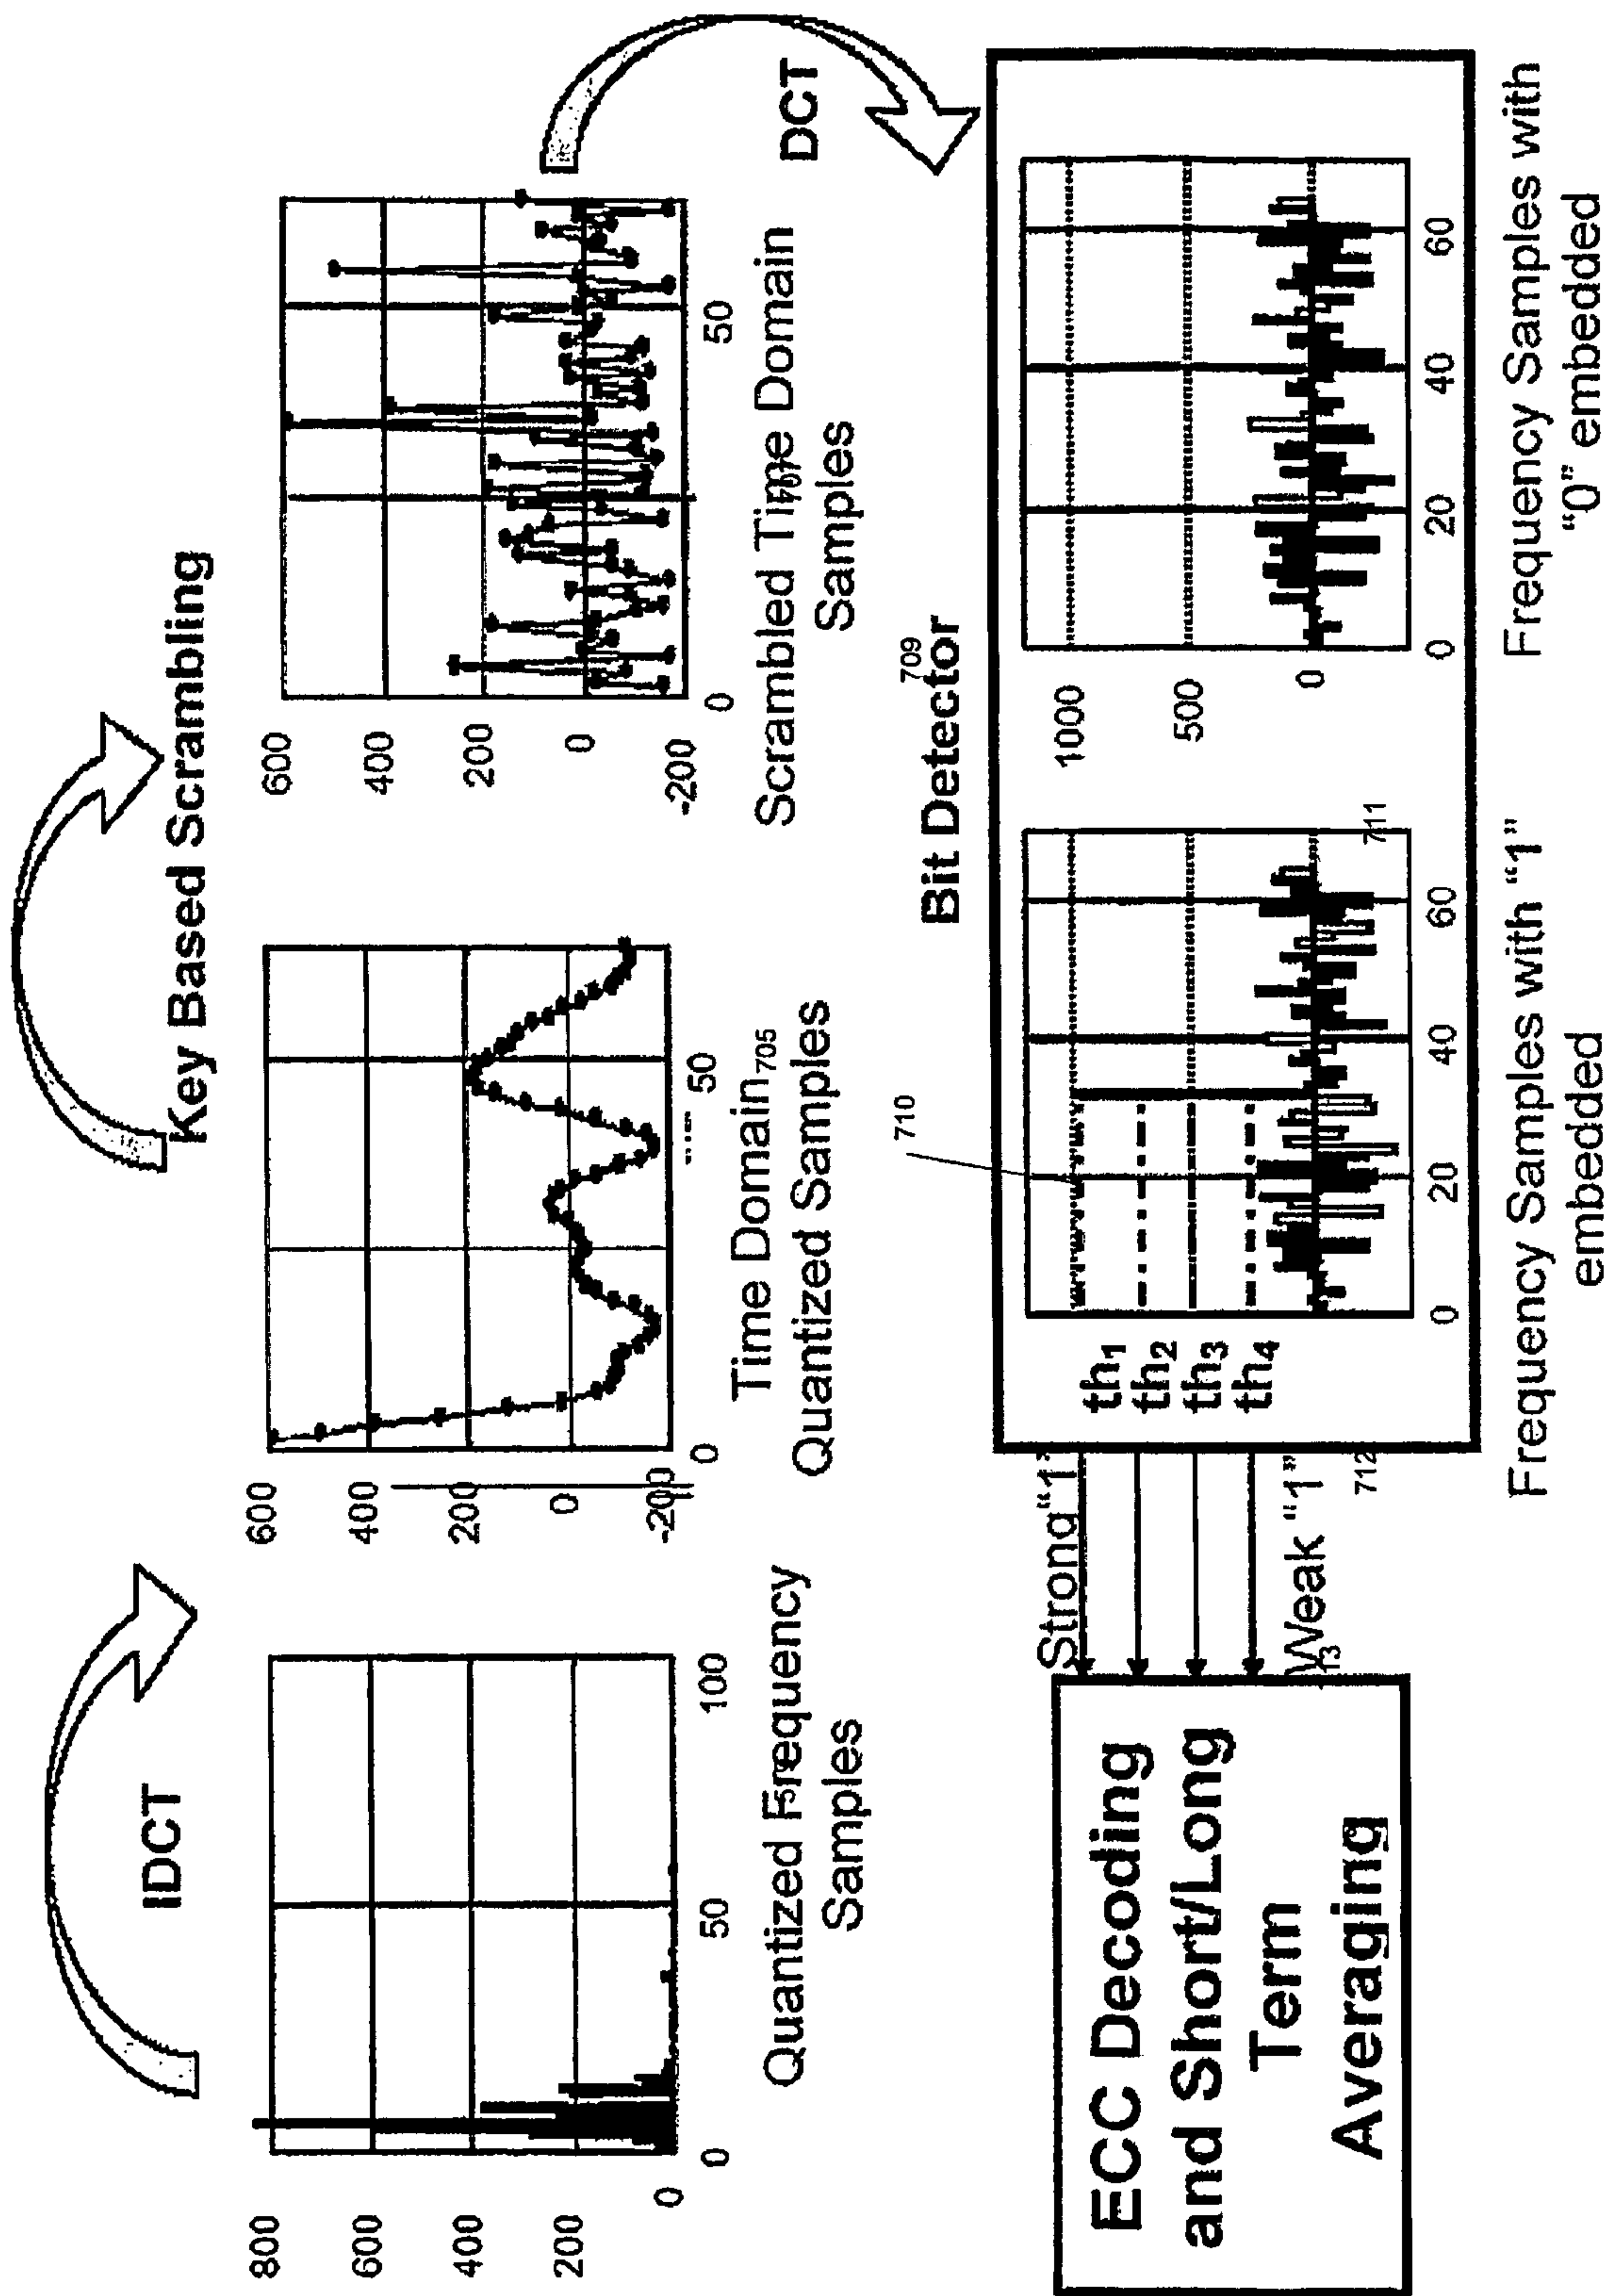 IDCT
Key Based Scrambling
800
600
400
200
0
0
50
100
Quantized Frequency
Samples
600
400
200
0
-200
0
50
Time Domain
705
Quantized Samples
600
400
200
0
-200
0
50
Scrambled Time Domain
707
Samples
DCT
Bit Detector
709
710
th1
th2
th3
th4
0
20
40
60
711
1000
500
0
0
20
40
60
Strong "1"
Weak "1"
712
13
ECC Decoding
and Short/Long
Term
Averaging
Frequency Samples with "1"
embedded
Frequency Samples with
"0" embedded